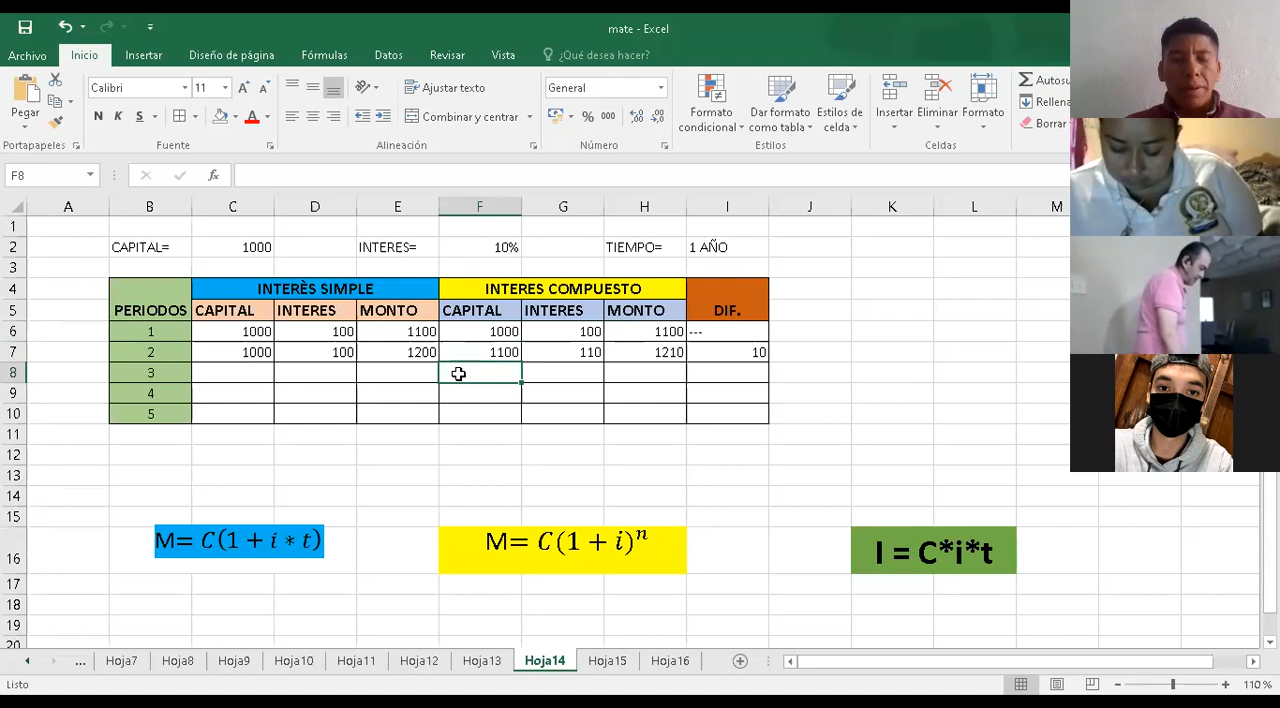 mate - Excel
Archivo Inicio Insertar Diseño de página Fórmulas Datos Revisar Vista ¿Qué desea hacer?
Calibri 11 Ajustar texto General Autosu
Pegar N K S Combinar y centrar % 000 Formato condicional Dar formato como tabla Estilos de celda Insertar Eliminar Formato Rellena
Borrar
Portapapeles Fuente Alineación Número Estilos Celdas
F8 fx
A B C D E F G H I J K L M
1
2 CAPITAL= 1000 INTERES= 10% TIEMPO= 1 AÑO
3
4 INTERÈS SIMPLE INTERES COMPUESTO DIF.
5 PERIODOS CAPITAL INTERES MONTO CAPITAL INTERES MONTO
6 1 1000 100 1100 1000 100 1100 ---
7 2 1000 100 1200 1100 110 1210 10
8 3
9 4
10 5
11
12
13
14
15
16 M= C(1 + i * t) M= C(1 + i)ⁿ I = C*i*t
17
18
19
20
... Hoja7 Hoja8 Hoja9 Hoja10 Hoja11 Hoja12 Hoja13 Hoja14 Hoja15 Hoja16
Listo 110 %